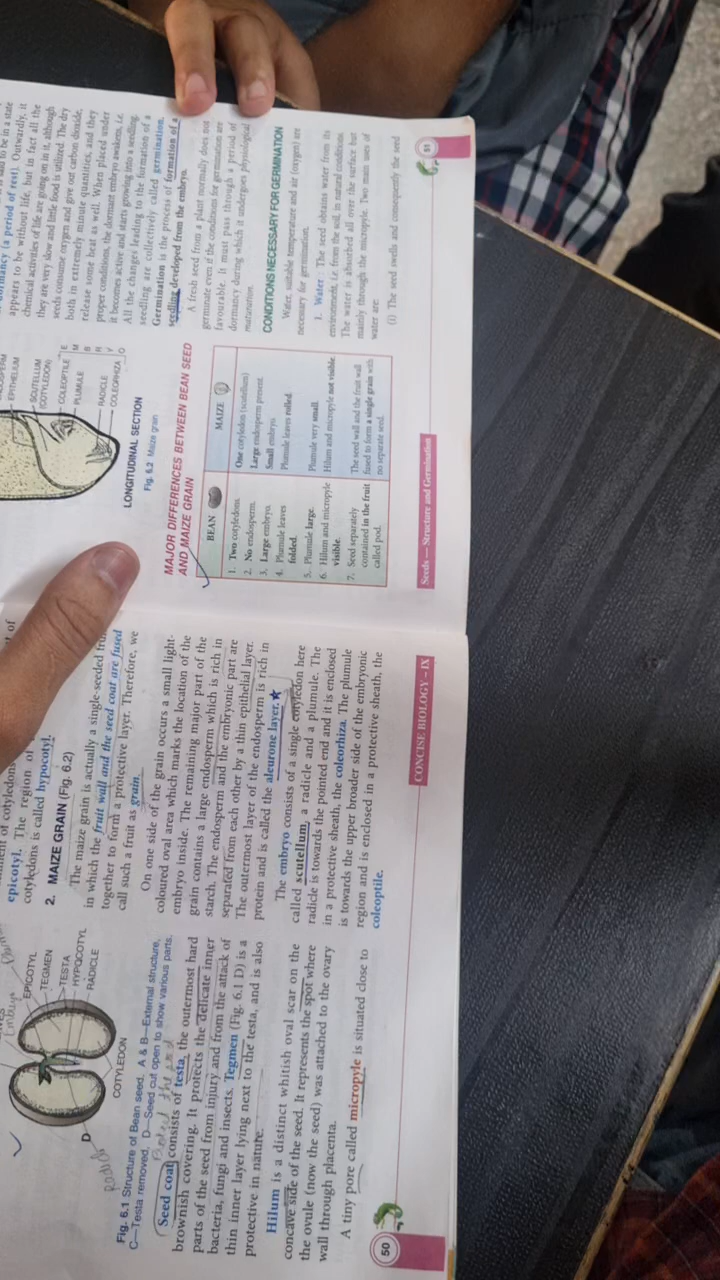 EPICOTYL
TEGMEN
TESTA
HYPOCOTYL
RADICLE
COTYLEDON
D
Fig. 6.1 Structure of Bean seed. A & B—External structure,
C—Testa removed, D—Seed cut open to show various parts.
Seed coat consists of testa, the outermost hard
brownish covering. It protects the delicate inner
parts of the seed from injury and from the attack of
bacteria, fungi and insects. Tegmen (Fig. 6.1 D) is a
thin inner layer lying next to the testa, and is also
protective in nature.
Hilum is a distinct whitish oval scar on the
concave side of the seed. It represents the spot where
the ovule (now the seed) was attached to the ovary
wall through placenta.
A tiny pore called micropyle is situated close to
50
epicotyl. The region of
cotyledons is called hypocotyl.
2. MAIZE GRAIN (Fig. 6.2)
The maize grain is actually a single-seeded
in which the fruit wall and the seed coat are fused
together to form a protective layer. Therefore, we
call such a fruit as grain.
On one side of the grain occurs a small light-
coloured oval area which marks the location of the
embryo inside. The remaining major part of the
grain contains a large endosperm which is rich in
starch. The endosperm and the embryonic part are
separated from each other by a thin epithelial layer.
The outermost layer of the endosperm is rich in
protein and is called the aleurone layer.★
The embryo consists of a single cotyledon here
called scutellum, a radicle and a plumule. The
radicle is towards the pointed end and it is enclosed
in a protective sheath, the coleorhiza. The plumule
is towards the upper broader side of the embryonic
region and is enclosed in a protective sheath, the
coleoptile.
CONCISE BIOLOGY – IX
EPITHELIUM
SCUTELLUM
(COTYLEDON)
COLEOPTILE
PLUMULE
RADICLE
COLEORHIZA
E
M
B
R
Y
O
LONGITUDINAL SECTION
Fig. 6.2 Maize grain
MAJOR DIFFERENCES BETWEEN BEAN SEED
AND MAIZE GRAIN
BEAN
1. Two cotyledons.
2. No endosperm.
3. Large embryo.
4. Plumule leaves
folded.
5. Plumule large.
6. Hilum and micropyle
visible.
7. Seed separately
contained in the fruit
called pod.
MAIZE
One cotyledon (scutellum)
Large endosperm present.
Small embryo
Plumule leaves rolled.
Plumule very small.
Hilum and micropyle not visible.
The seed wall and the fruit wall
fused to form a single grain with
no separate seed.
Seeds — Structure and Germination
dormancy (a period of rest). Outwardly, it
appears to be without life, but in fact all the
chemical activities of life are going on in it, although
they are very slow and little food is utilized. The dry
seeds consume oxygen and give out carbon dioxide,
both in extremely minute quantities, and they
release some heat as well. When placed under
proper conditions, the dormant embryo awakens, i.e.
it becomes active and starts growing into a seedling.
All the changes leading to the formation of a
seedling are collectively called germination.
Germination is the process of formation of a
seedling developed from the embryo.
A fresh seed from a plant normally does not
germinate even if the conditions for germination are
favourable. It must pass through a period of
dormancy during which it undergoes physiological
maturation.
CONDITIONS NECESSARY FOR GERMINATION
Water, suitable temperature and air (oxygen) are
necessary for germination.
1. Water : The seed obtains water from its
environment, i.e. from the soil, in natural conditions.
The water is absorbed all over the surface but
mainly through the micropyle. Two main uses of
water are:
(i) The seed swells and consequently the seed
51